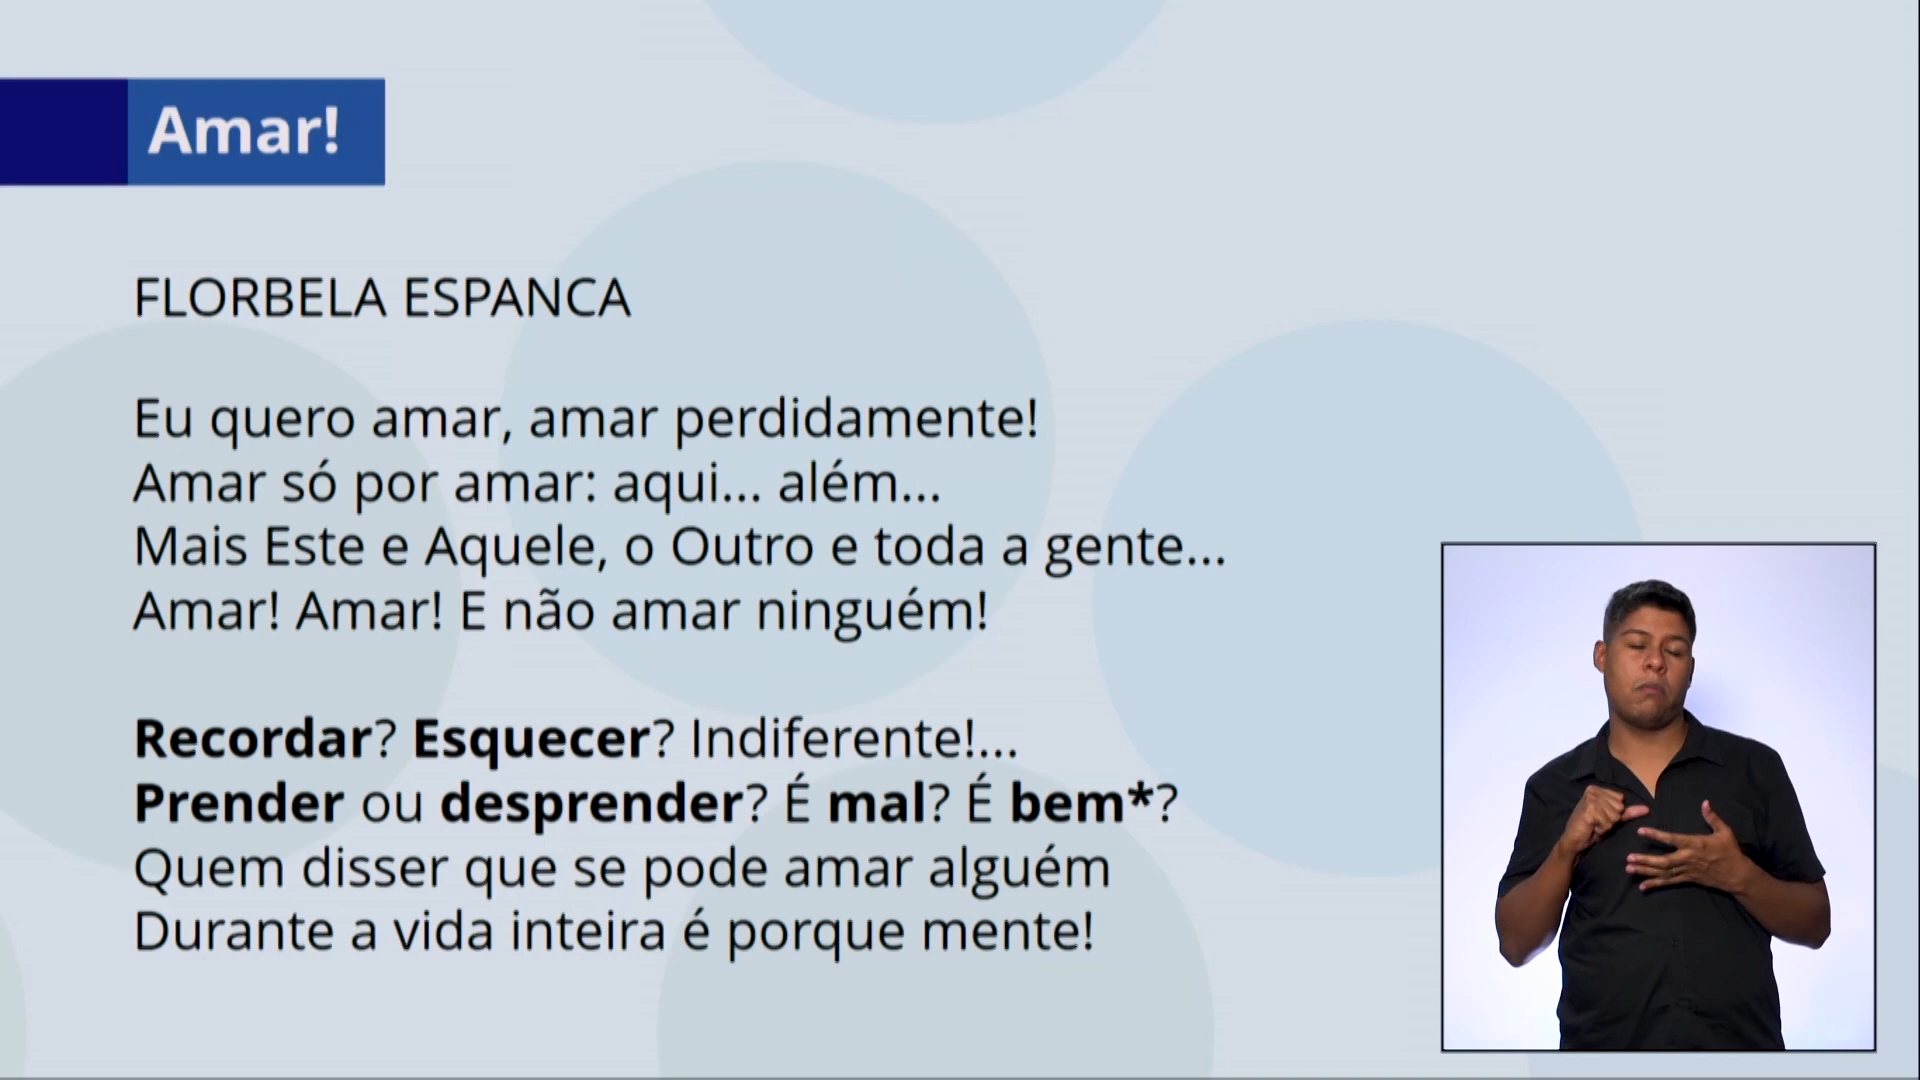 Amar!
FLORBELA ESPANCA
Eu quero amar, amar perdidamente!
Amar só por amar: aqui... além...
Mais Este e Aquele, o Outro e toda a gente...
Amar! Amar! E não amar ninguém!
Recordar? Esquecer? Indiferente!...
Prender ou desprender? É mal? É bem*?
Quem disser que se pode amar alguém
Durante a vida inteira é porque mente!